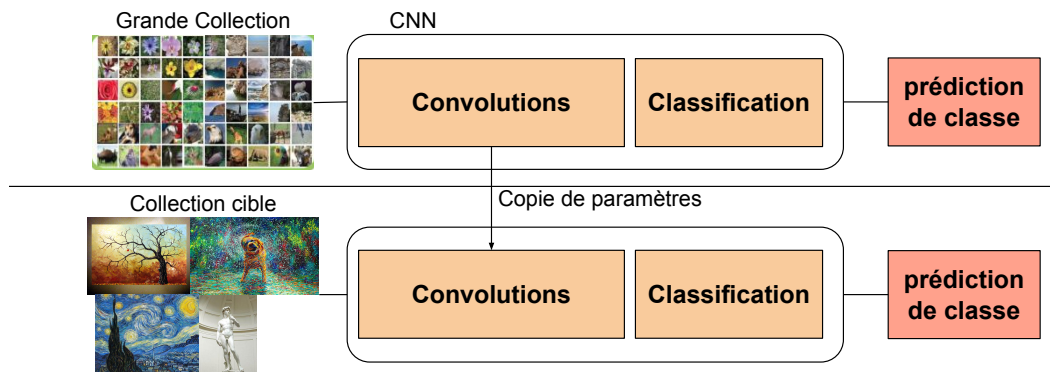 Grande Collection
CNN
Convolutions
Classification
prédiction
de classe
Copie de paramètres
Collection cible
Convolutions
Classification
prédiction
de classe